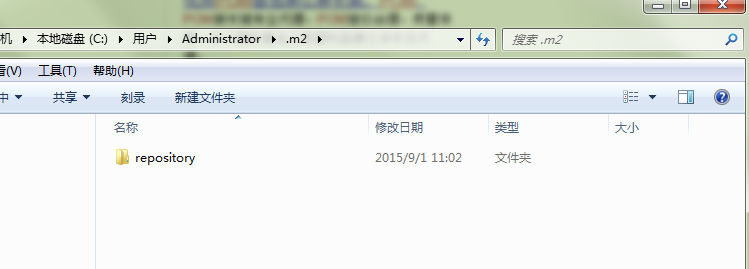 机 ▸ 本地磁盘 (C:) ▸ 用户 ▸ Administrator ▸ .m2 ▸ 搜索 .m2
看(V) 工具(T) 帮助(H)
中 ▼ 共享 ▼ 刻录 新建文件夹
名称 修改日期 类型 大小
repository 2015/9/1 11:02 文件夹